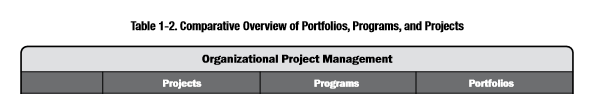 Table 1-2. Comparative Overview of Portfolios, Programs, and Projects
Organizational Project Management
Projects Programs Portfolios